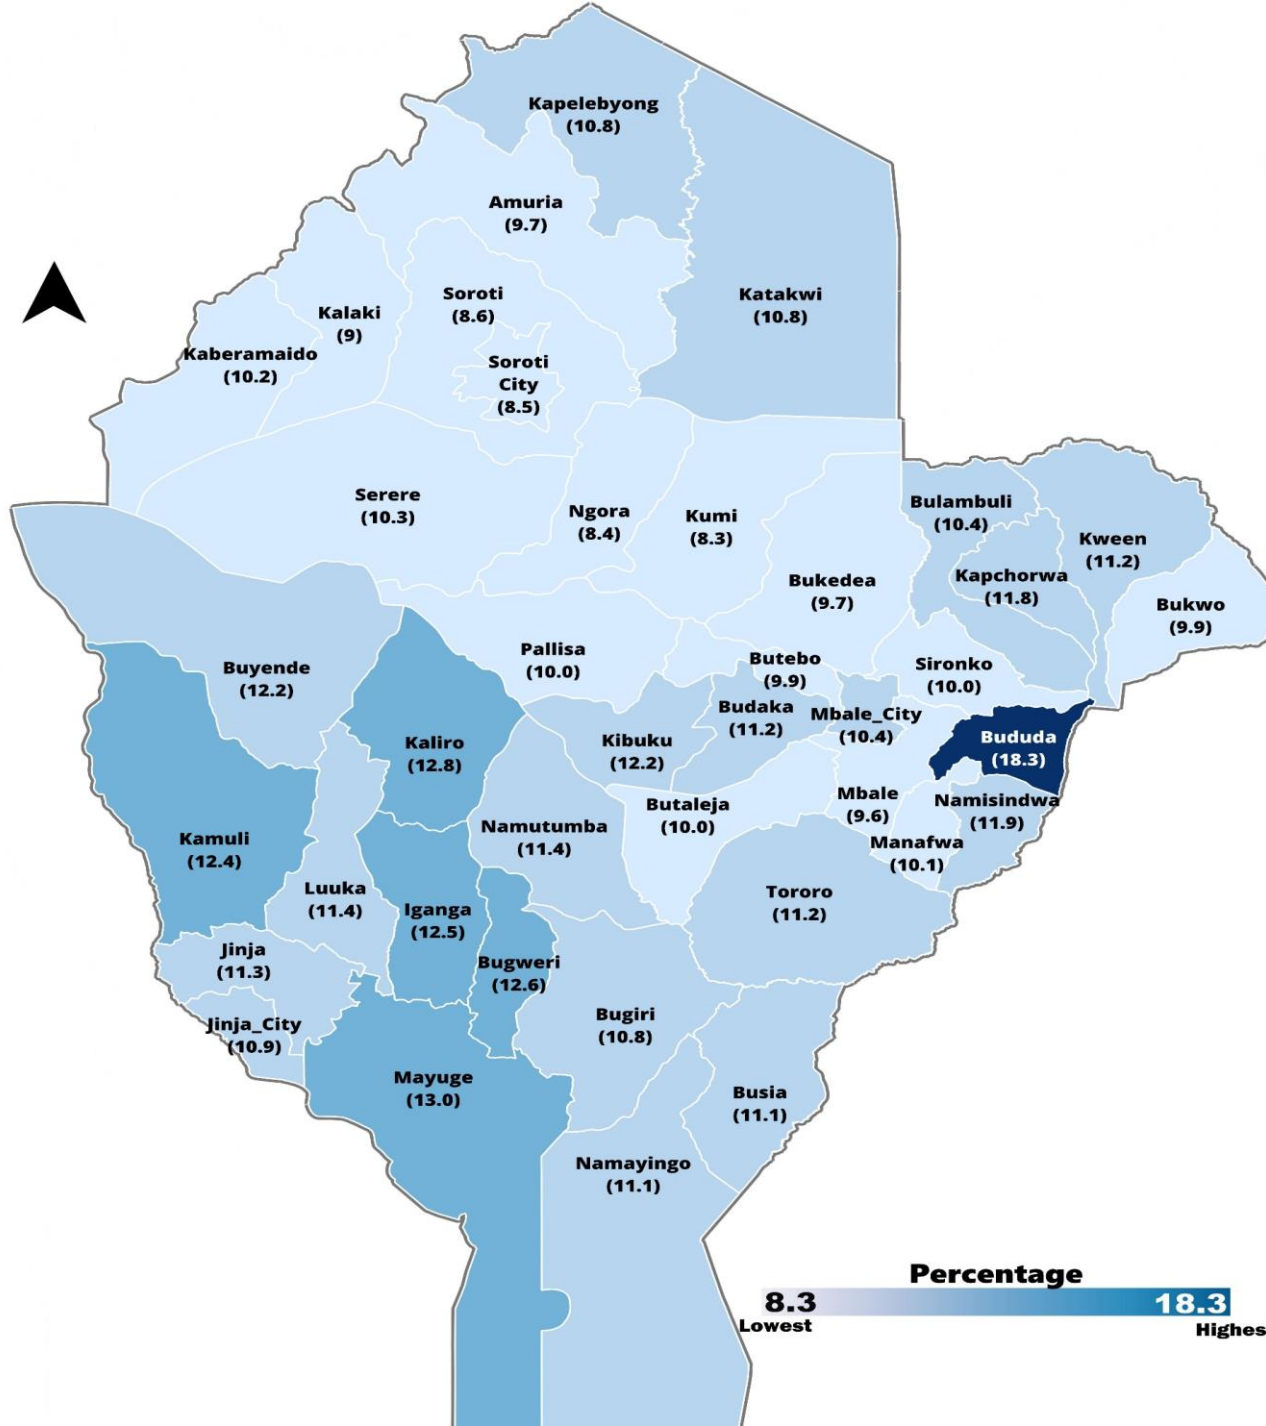 Kapelebyong
(10.8)
Amuria
(9.7)
Katakwi
(10.8)
Soroti
(8.6)
Kalaki
(9)
Kaberamaido
(10.2)
Soroti
City
(8.5)
Serere
(10.3)
Ngora
(8.4)
Kumi
(8.3)
Bukedea
(9.7)
Bulambuli
(10.4)
Kween
(11.2)
Kapchorwa
(11.8)
Bukwo
(9.9)
Buyende
(12.2)
Pallisa
(10.0)
Butebo
(9.9)
Sironko
(10.0)
Budaka
(11.2)
Mbale_City
(10.4)
Kaliro
(12.8)
Kibuku
(12.2)
Bududa
(18.3)
Kamuli
(12.4)
Namutumba
(11.4)
Butaleja
(10.0)
Mbale
(9.6)
Namisindwa
(11.9)
Manafwa
(10.1)
Luuka
(11.4)
Iganga
(12.5)
Tororo
(11.2)
Jinja
(11.3)
Bugweri
(12.6)
Jinja_City
(10.9)
Bugiri
(10.8)
Mayuge
(13.0)
Busia
(11.1)
Namayingo
(11.1)
Percentage
8.3 18.3
Lowest Highes